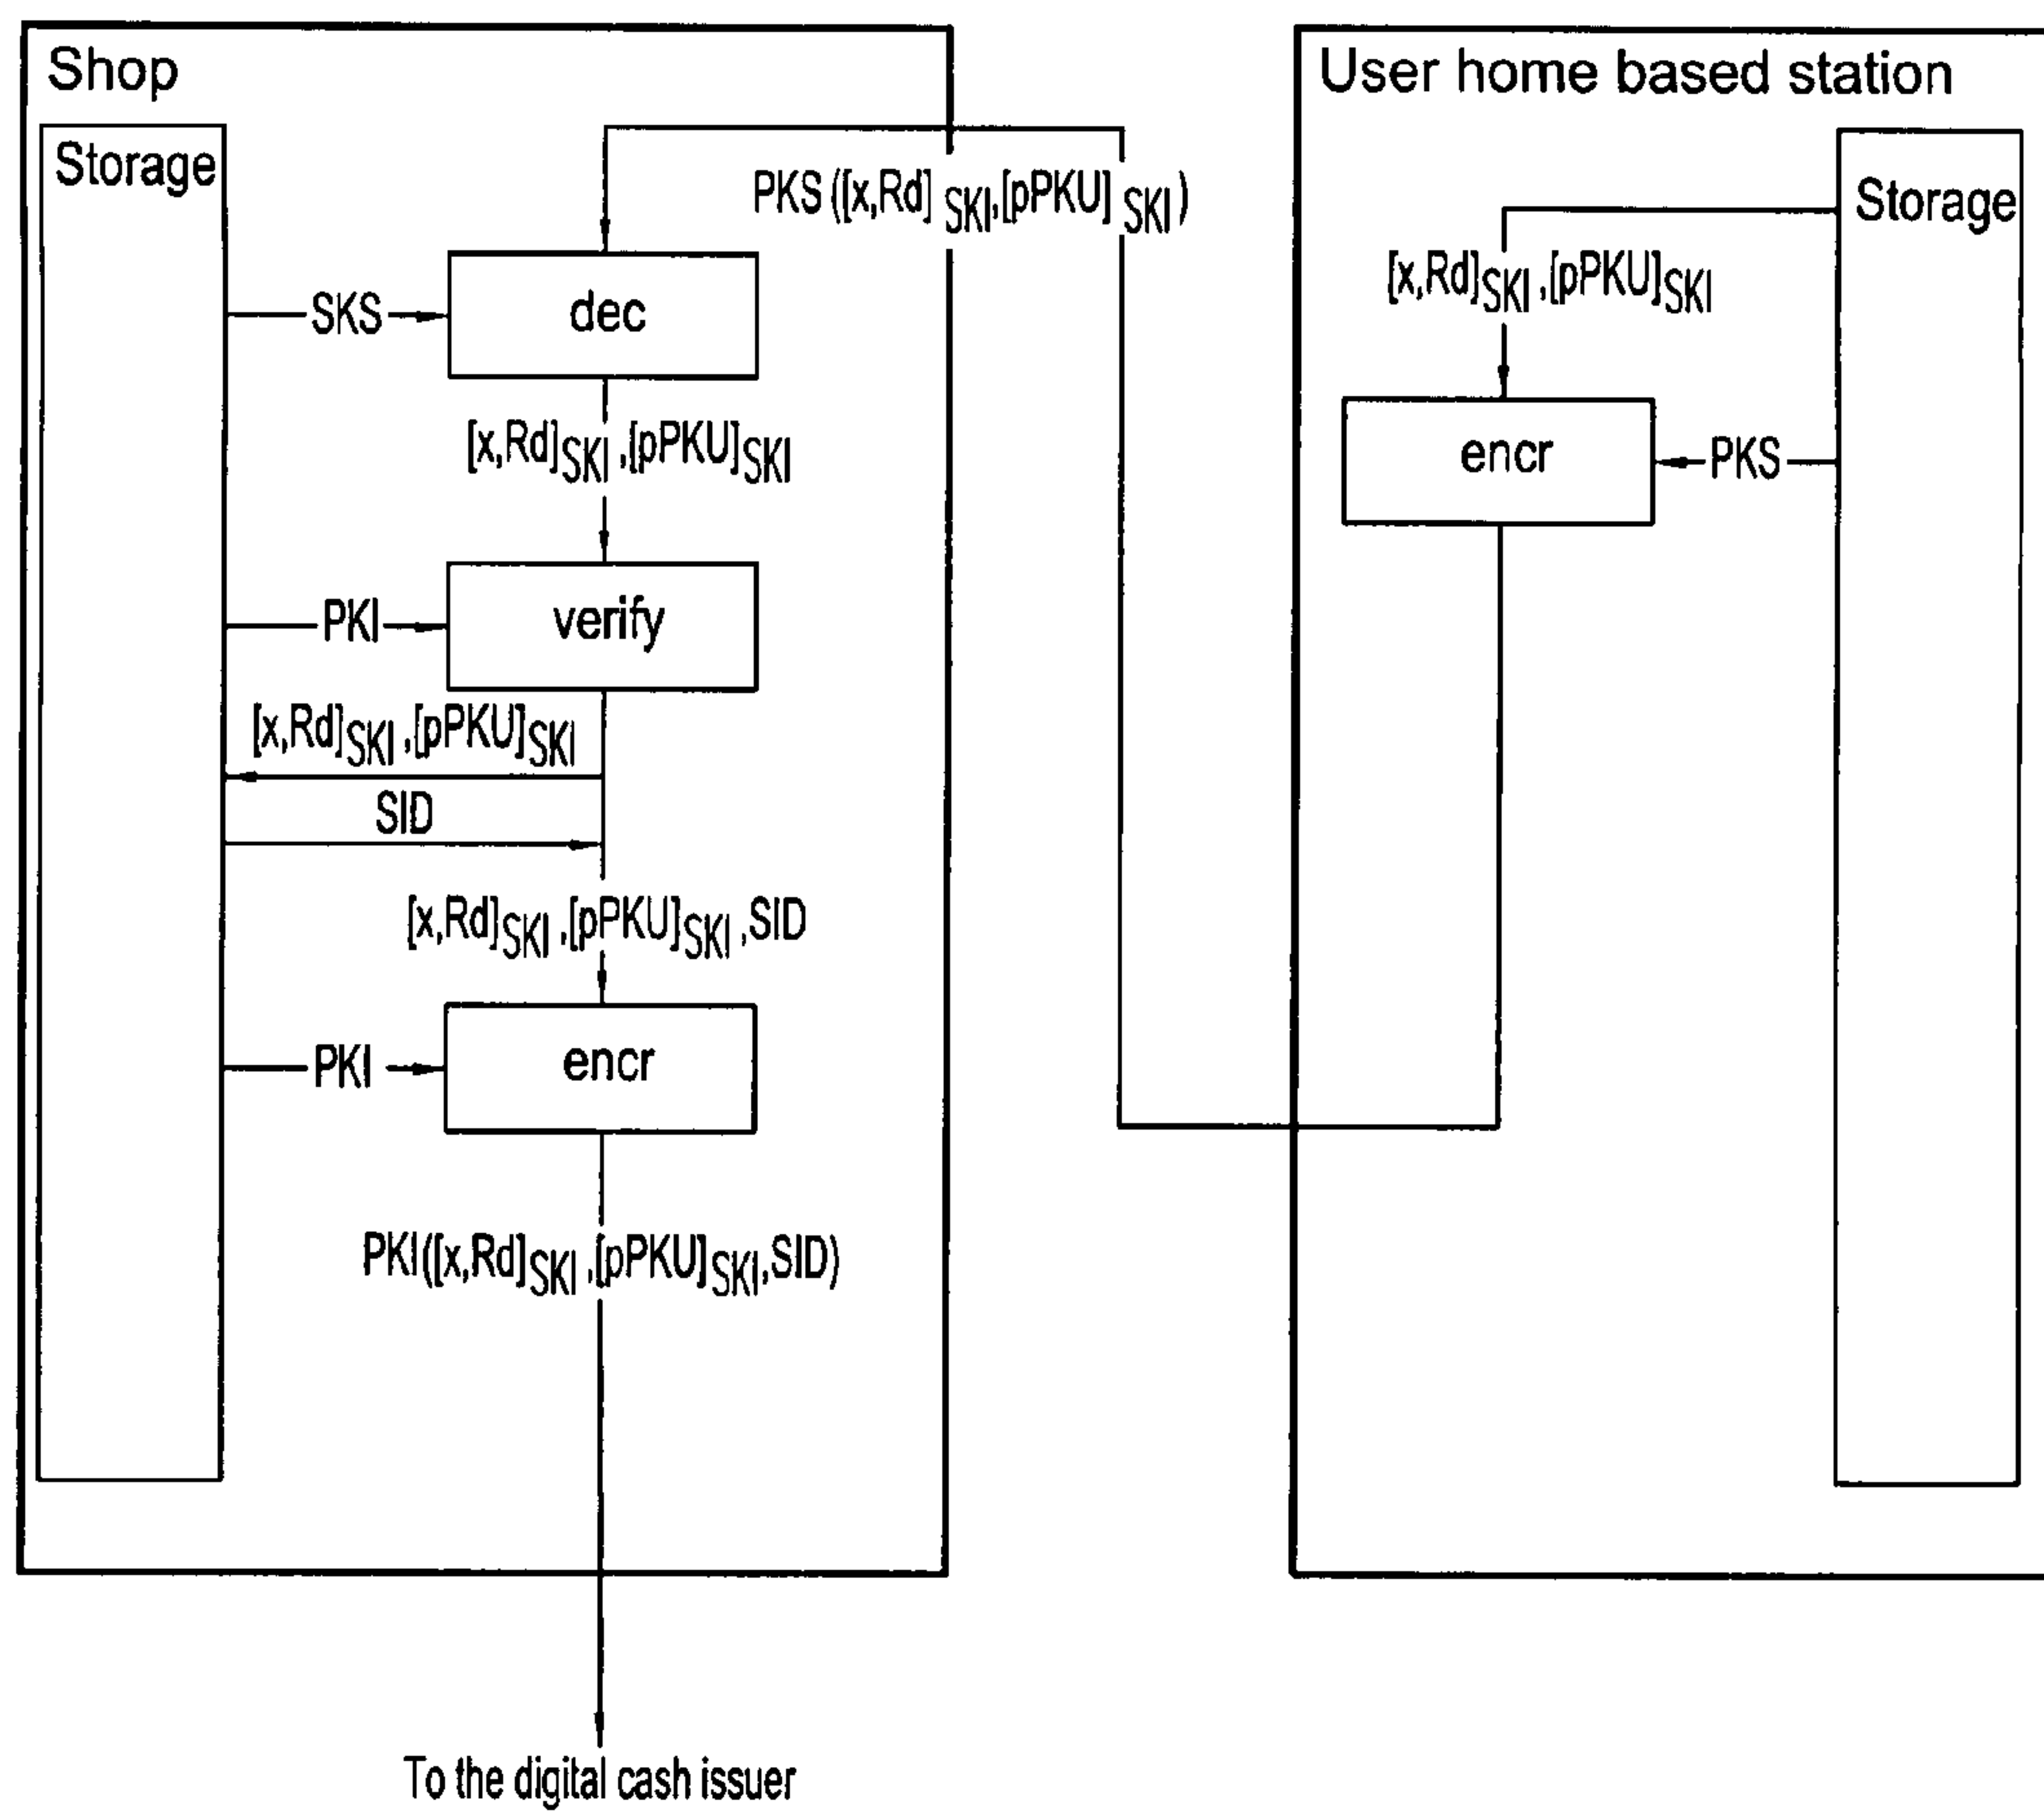 Shop
Storage
PKS([x,Rd]SKI,[pPKU]SKI)
SKS
dec
[x,Rd]SKI,[pPKU]SKI
PKI
verify
[x,Rd]SKI,[pPKU]SKI
SID
[x,Rd]SKI,[pPKU]SKI,SID
PKI
encr
PKI([x,Rd]SKI,[pPKU]SKI,SID)
To the digital cash issuer
User home based station
Storage
[x,Rd]SKI,[pPKU]SKI
encr
PKS